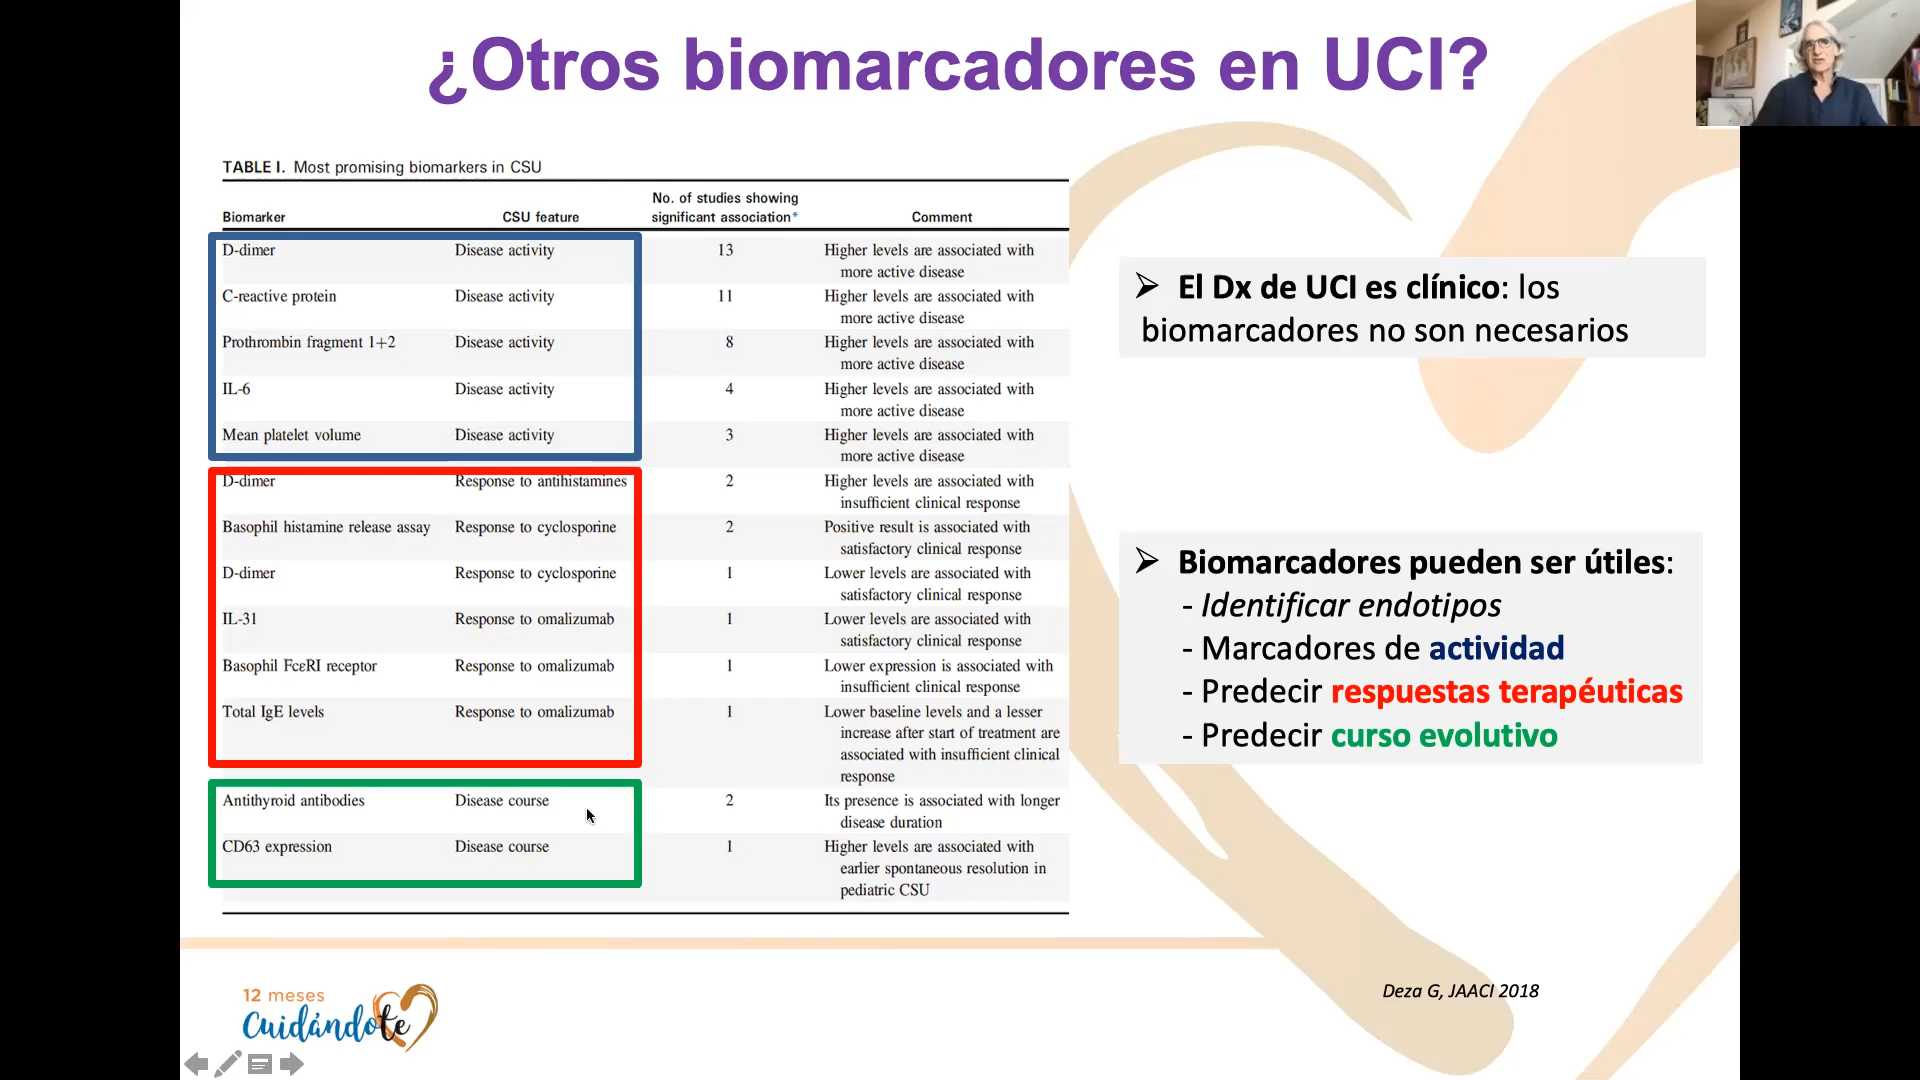 ¿Otros biomarcadores en UCI?
TABLE I. Most promising biomarkers in CSU
No. of studies showing
Biomarker CSU feature significant association* Comment
D-dimer Disease activity 13 Higher levels are associated with
more active disease
C-reactive protein Disease activity 11 Higher levels are associated with
more active disease
Prothrombin fragment 1+2 Disease activity 8 Higher levels are associated with
more active disease
IL-6 Disease activity 4 Higher levels are associated with
more active disease
Mean platelet volume Disease activity 3 Higher levels are associated with
more active disease
D-dimer Response to antihistamines 2 Higher levels are associated with
insufficient clinical response
Basophil histamine release assay Response to cyclosporine 2 Positive result is associated with
satisfactory clinical response
D-dimer Response to cyclosporine 1 Lower levels are associated with
satisfactory clinical response
IL-31 Response to omalizumab 1 Lower levels are associated with
satisfactory clinical response
Basophil FcεRI receptor Response to omalizumab 1 Lower expression is associated with
insufficient clinical response
Total IgE levels Response to omalizumab 1 Lower baseline levels and a lesser
increase after start of treatment are
associated with insufficient clinical
response
Antithyroid antibodies Disease course 2 Its presence is associated with longer
disease duration
CD63 expression Disease course 1 Higher levels are associated with
earlier spontaneous resolution in
pediatric CSU
➢ El Dx de UCI es clínico: los
biomarcadores no son necesarios
➢ Biomarcadores pueden ser útiles:
- Identificar endotipos
- Marcadores de actividad
- Predecir respuestas terapéuticas
- Predecir curso evolutivo
Deza G, JAACI 2018
12 meses
Cuidándote